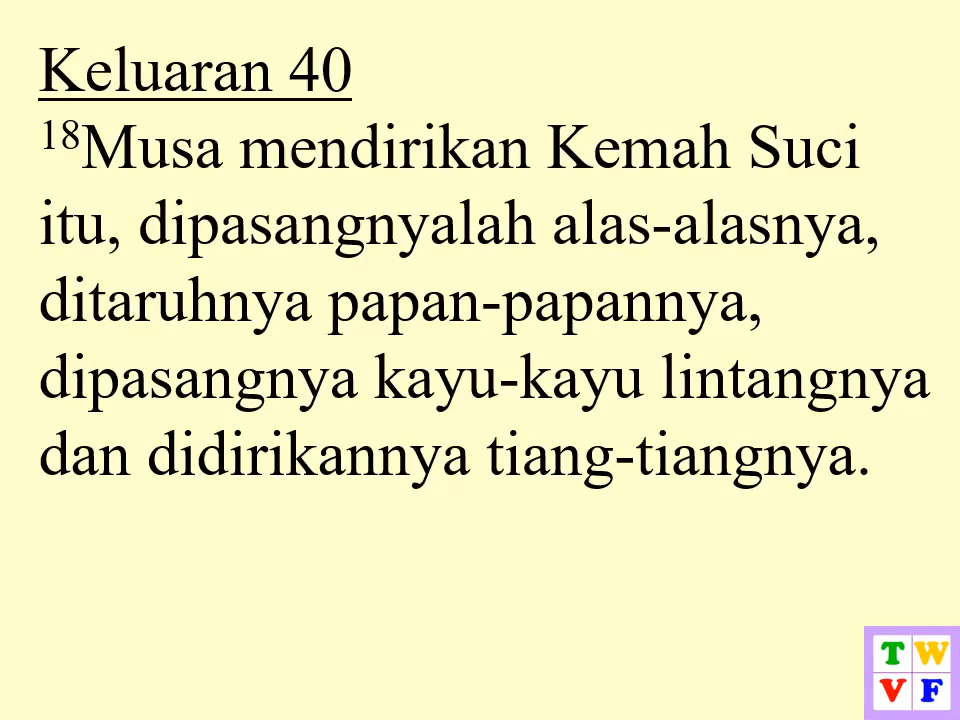 Keluaran 40
18Musa mendirikan Kemah Suci
itu, dipasangnyalah alas-alasnya,
ditaruhnya papan-papannya,
dipasangnya kayu-kayu lintangnya
dan didirikannya tiang-tiangnya.
T W
V F